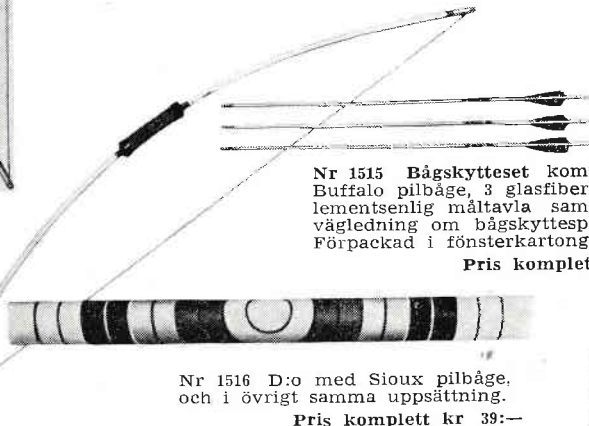 Nr 1515 Bågskytteset kom
Buffalo pilbåge, 3 glasfiber
lementsenlig måltavla sam
vägledning om bågskyttesp
Förpackad i fönsterkartong
Pris komplet
Nr 1516 D:o med Sioux pilbåge,
och i övrigt samma uppsättning.
Pris komplett kr 39:—